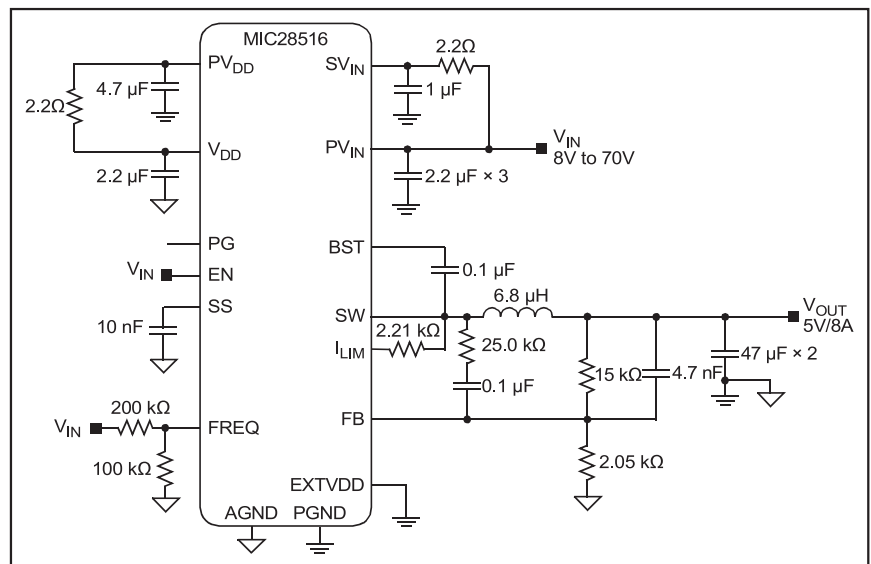 MIC28516
PVDD
4.7 µF
2.2Ω
VDD
2.2 µF
PG
VIN
EN
SS
10 nF
200 kΩ
VIN
FREQ
100 kΩ
AGND
PGND
SVIN
2.2Ω
1 µF
PVIN
VIN
8V to 70V
2.2 µF × 3
BST
0.1 µF
6.8 µH
SW
VOUT
5V/8A
2.21 kΩ
ILIM
25.0 kΩ
0.1 µF
15 kΩ
4.7 nF
47 µF × 2
FB
2.05 kΩ
EXTVDD